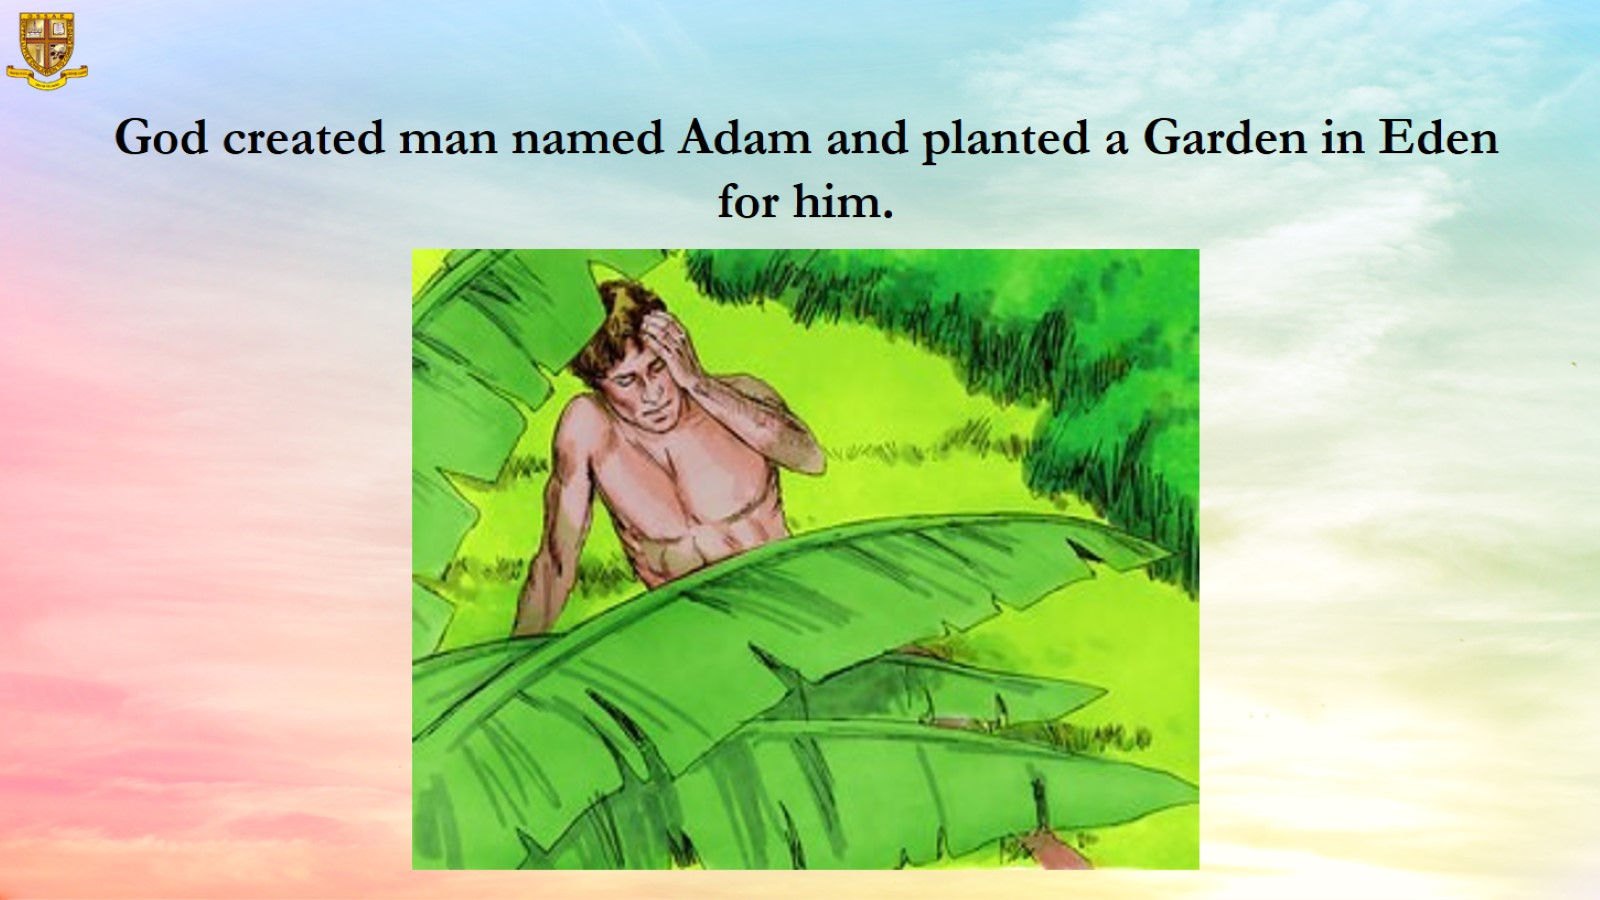 God created man named Adam and planted a Garden in Eden
for him.